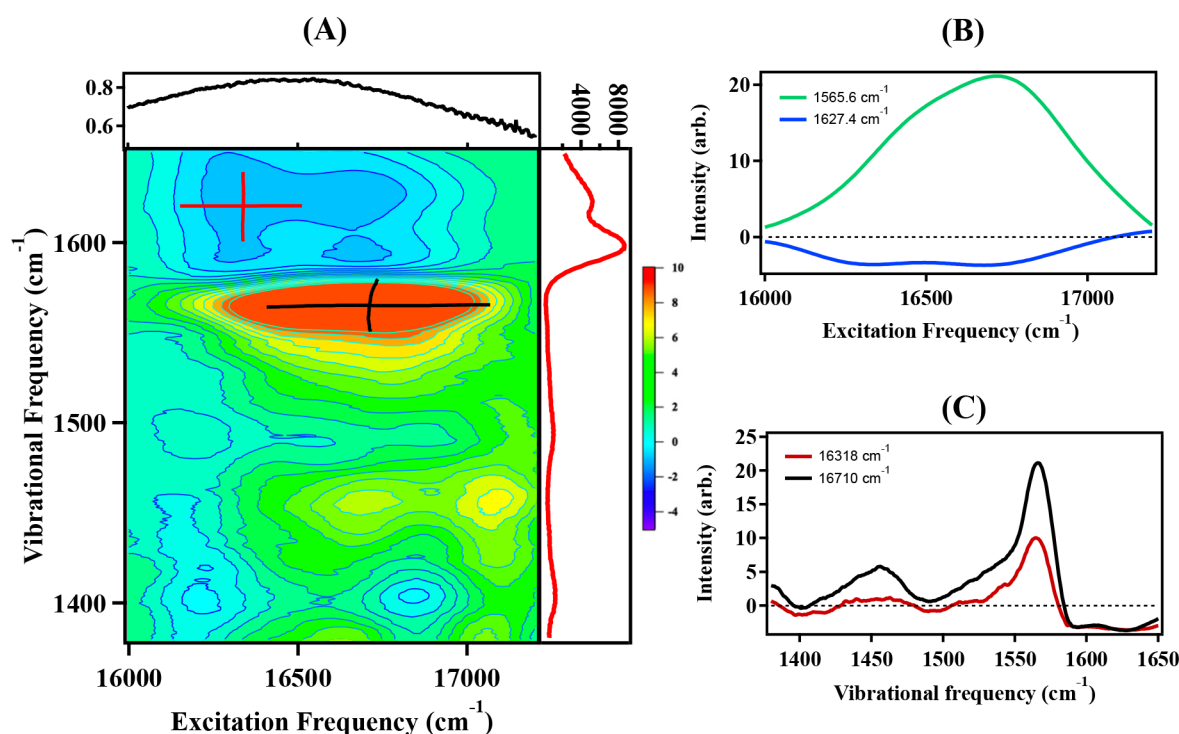 (A)
0.8
0.6
4000
8000
1600
1500
1400
Vibrational Frequency (cm-1)
16000
16500
17000
Excitation Frequency (cm-1)
10
8
6
4
2
0
-2
-4
(B)
20
10
0
Intensity (arb.)
1565.6 cm-1
1627.4 cm-1
16000
16500
17000
Excitation Frequency (cm-1)
(C)
25
20
15
10
5
0
Intensity (arb.)
16318 cm-1
16710 cm-1
1400
1450
1500
1550
1600
1650
Vibrational frequency (cm-1)